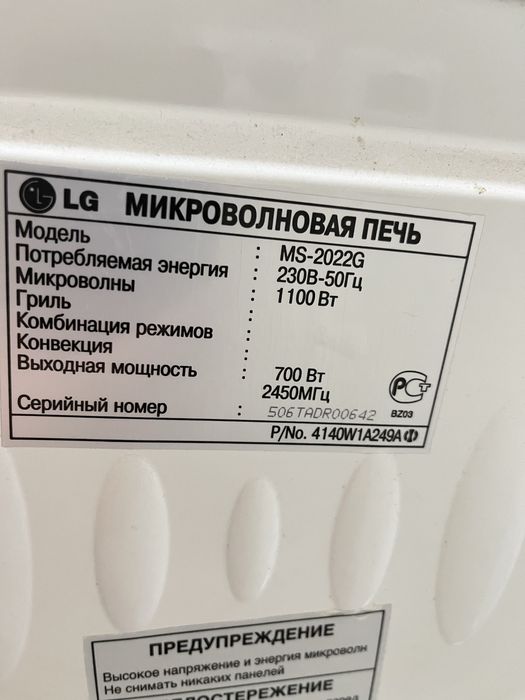 LG МИКРОВОЛНОВАЯ ПЕЧЬ
Модель : MS-2022G
Потребляемая энергия : 230В-50Гц
Микроволны : 1100 Вт
Гриль :
Комбинация режимов :
Конвекция :
Выходная мощность : 700 Вт
2450МГц
Серийный номер : 506TADR00642
PCT
BZ03
P/No. 4140W1A249A
ПРЕДУПРЕЖДЕНИЕ
Высокое напряжение и энергия микроволн
Не снимать никаких панелей